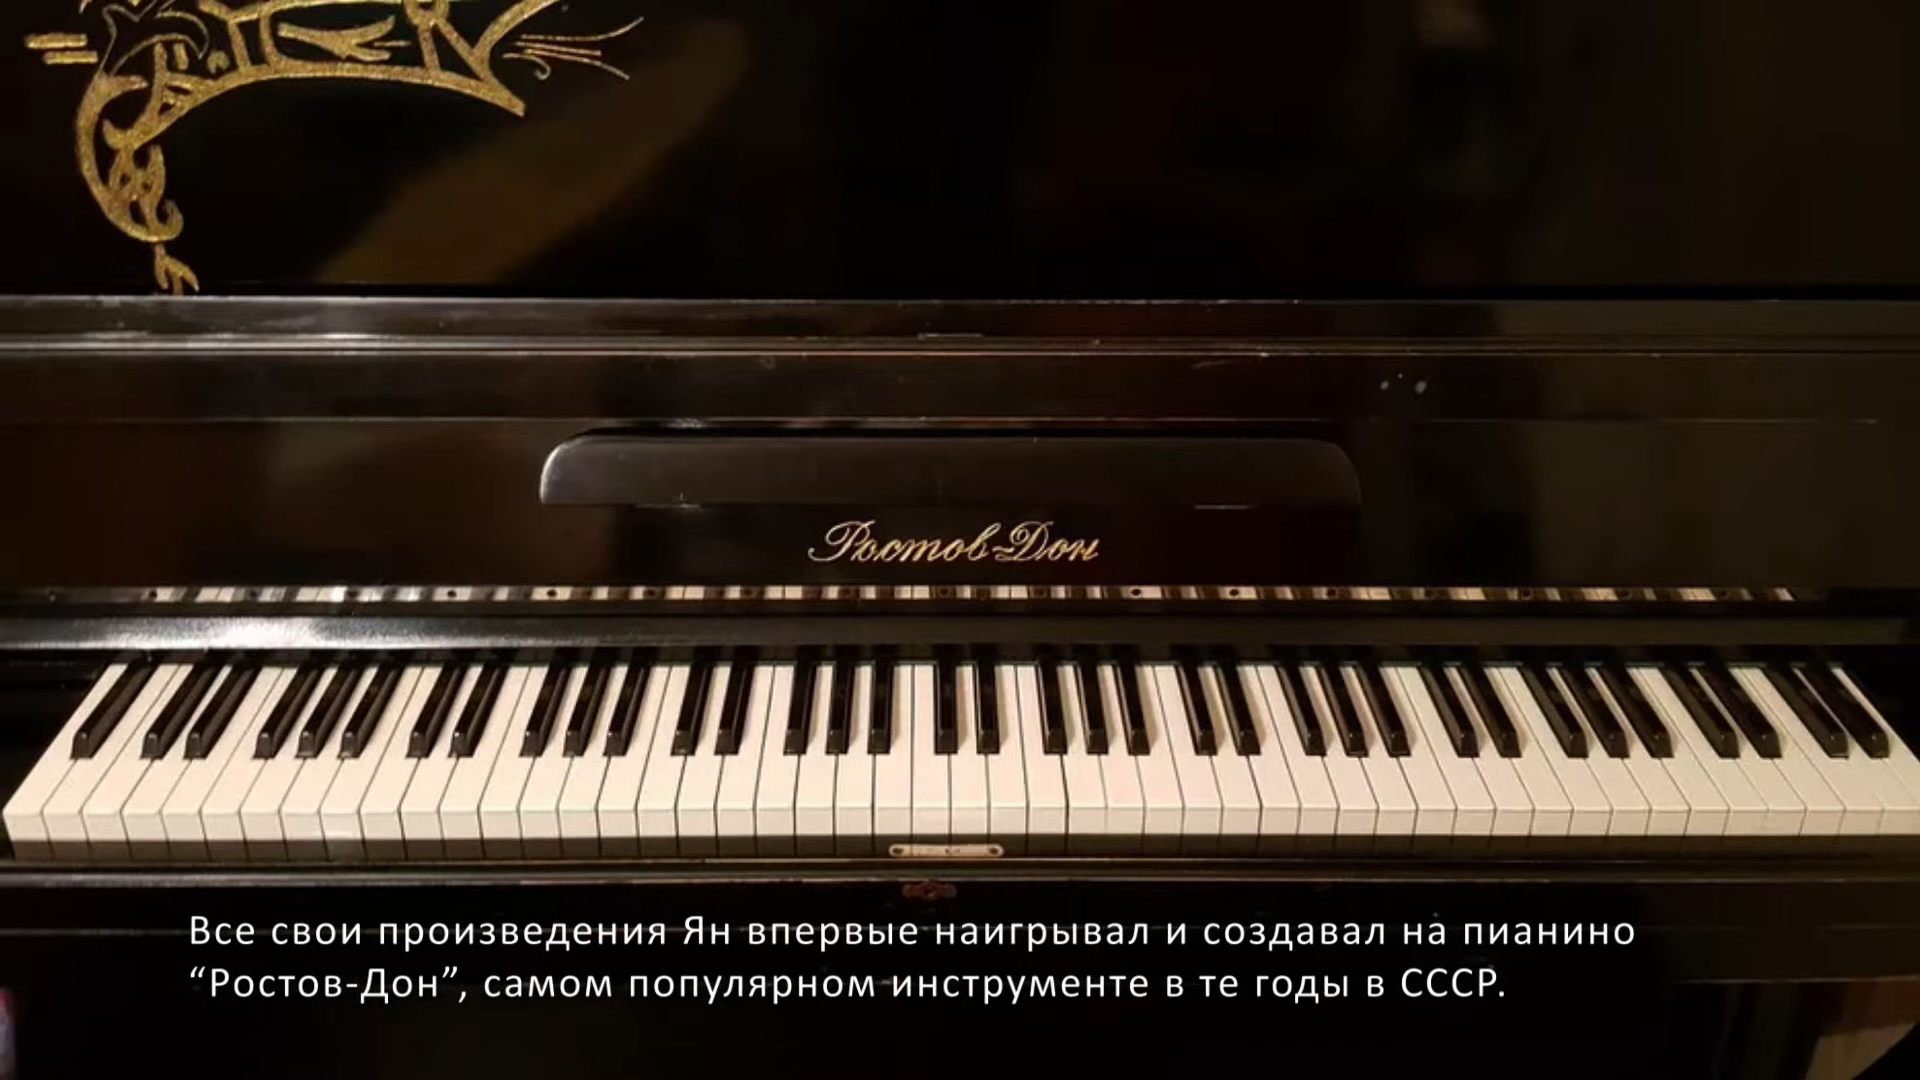 Ростов-Дон
Все свои произведения Ян впервые наигрывал и создавал на пианино
“Ростов-Дон”, самом популярном инструменте в те годы в СССР.